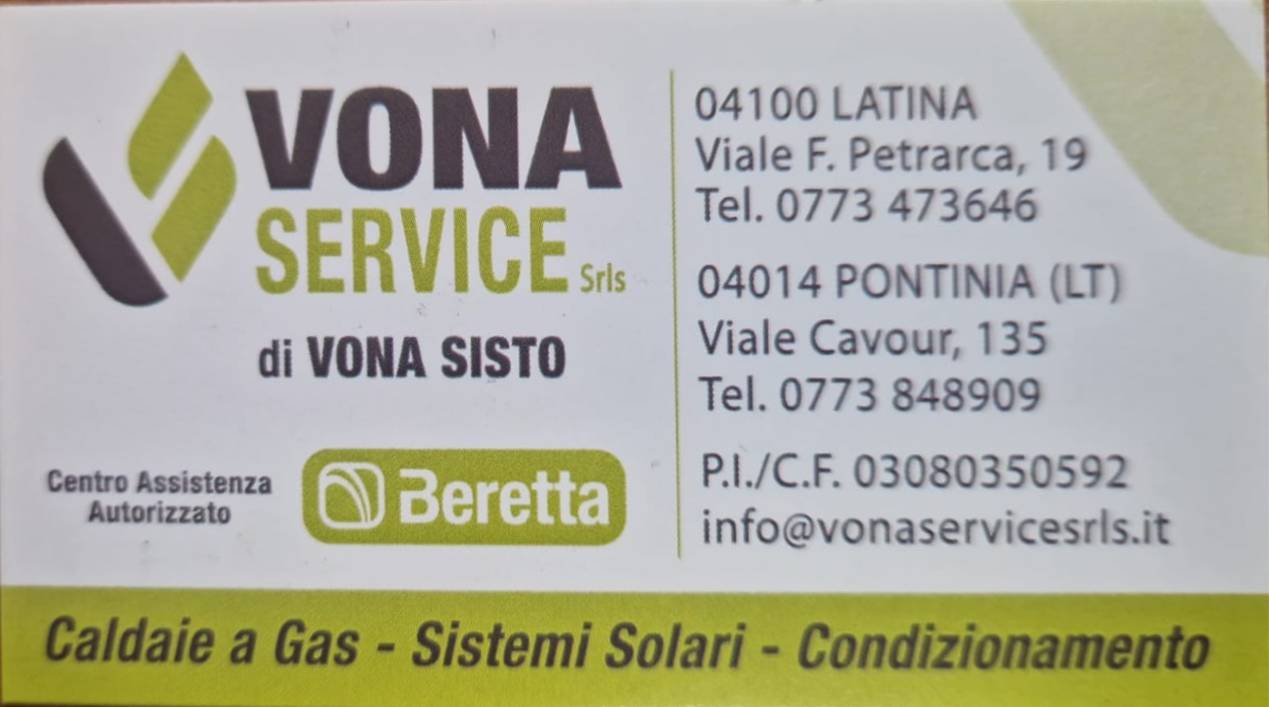 VONA
SERVICE Srls
di VONA SISTO
Centro Assistenza
Autorizzato
Beretta
04100 LATINA
Viale F. Petrarca, 19
Tel. 0773 473646
04014 PONTINIA (LT)
Viale Cavour, 135
Tel. 0773 848909
P.I./C.F. 03080350592
info@vonaservicesrls.it
Caldaie a Gas - Sistemi Solari - Condizionamento